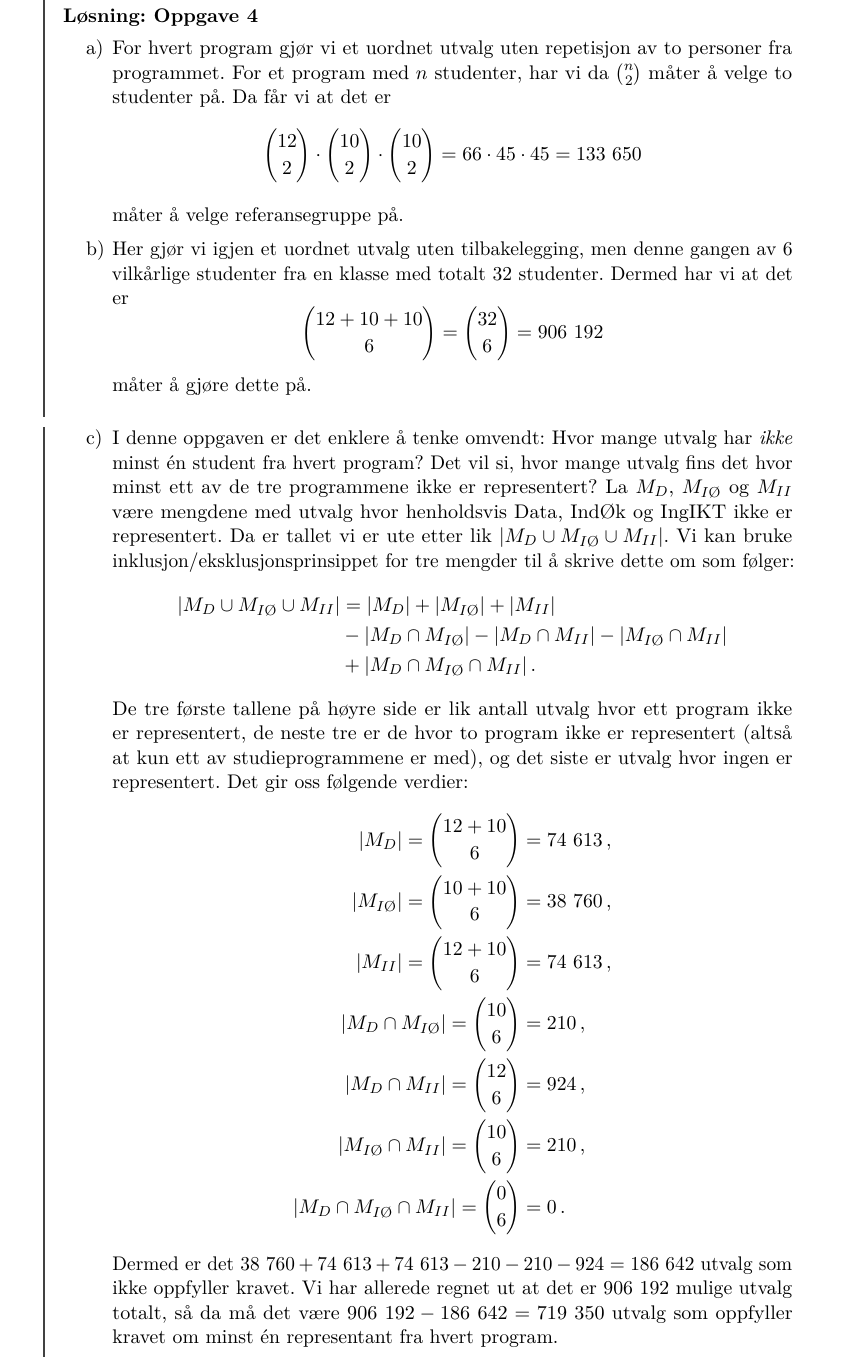 Løsning: Oppgave 4
a) For hvert program gjør vi et uordnet utvalg uten repetisjon av to personer fra
programmet. For et program med n studenter, har vi da (n 2) måter å velge to
studenter på. Da får vi at det er
(12 2) · (10 2) · (10 2) = 66 · 45 · 45 = 133 650
måter å velge referansegruppe på.
b) Her gjør vi igjen et uordnet utvalg uten tilbakelegging, men denne gangen av 6
vilkårlige studenter fra en klasse med totalt 32 studenter. Dermed har vi at det
er
(12 + 10 + 10 6) = (32 6) = 906 192
måter å gjøre dette på.
c) I denne oppgaven er det enklere å tenke omvendt: Hvor mange utvalg har ikke
minst én student fra hvert program? Det vil si, hvor mange utvalg fins det hvor
minst ett av de tre programmene ikke er representert? La M_D, M_IØ og M_II
være mengdene med utvalg hvor henholdsvis Data, IndØk og IngIKT ikke er
representert. Da er tallet vi er ute etter lik |M_D ∪ M_IØ ∪ M_II|. Vi kan bruke
inklusjon/eksklusjonsprinsippet for tre mengder til å skrive dette om som følger:
|M_D ∪ M_IØ ∪ M_II| = |M_D| + |M_IØ| + |M_II|
− |M_D ∩ M_IØ| − |M_D ∩ M_II| − |M_IØ ∩ M_II|
+ |M_D ∩ M_IØ ∩ M_II| .
De tre første tallene på høyre side er lik antall utvalg hvor ett program ikke
er representert, de neste tre er de hvor to program ikke er representert (altså
at kun ett av studieprogrammene er med), og det siste er utvalg hvor ingen er
representert. Det gir oss følgende verdier:
|M_D| = (12 + 10 6) = 74 613 ,
|M_IØ| = (10 + 10 6) = 38 760 ,
|M_II| = (12 + 10 6) = 74 613 ,
|M_D ∩ M_IØ| = (10 6) = 210 ,
|M_D ∩ M_II| = (12 6) = 924 ,
|M_IØ ∩ M_II| = (10 6) = 210 ,
|M_D ∩ M_IØ ∩ M_II| = (0 6) = 0 .
Dermed er det 38 760 + 74 613 + 74 613 − 210 − 210 − 924 = 186 642 utvalg som
ikke oppfyller kravet. Vi har allerede regnet ut at det er 906 192 mulige utvalg
totalt, så da må det være 906 192 − 186 642 = 719 350 utvalg som oppfyller
kravet om minst én representant fra hvert program.